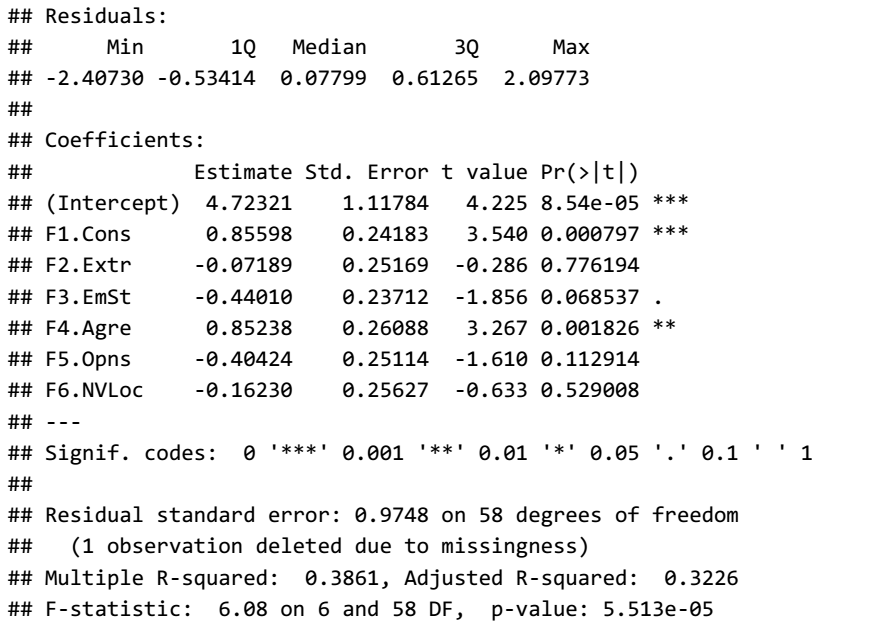 ## Residuals:
##      Min       1Q   Median       3Q      Max
## -2.40730 -0.53414  0.07799  0.61265  2.09773
##
## Coefficients:
##             Estimate Std. Error t value Pr(>|t|)
## (Intercept)  4.72321    1.11784   4.225 8.54e-05 ***
## F1.Cons      0.85598    0.24183   3.540 0.000797 ***
## F2.Extr     -0.07189    0.25169  -0.286 0.776194
## F3.EmSt     -0.44010    0.23712  -1.856 0.068537 .
## F4.Agre      0.85238    0.26088   3.267 0.001826 **
## F5.Opns     -0.40424    0.25114  -1.610 0.112914
## F6.NVLoc    -0.16230    0.25627  -0.633 0.529008
## ---
## Signif. codes:  0 '***' 0.001 '**' 0.01 '*' 0.05 '.' 0.1 ' ' 1
##
## Residual standard error: 0.9748 on 58 degrees of freedom
##   (1 observation deleted due to missingness)
## Multiple R-squared:  0.3861, Adjusted R-squared:  0.3226
## F-statistic:  6.08 on 6 and 58 DF,  p-value: 5.513e-05